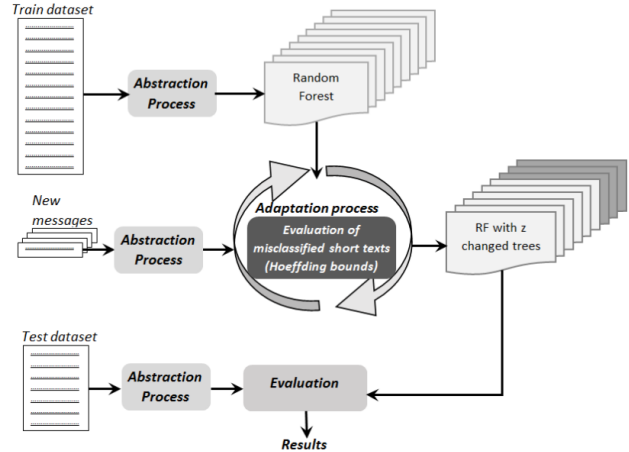 Train dataset
Abstraction
Process
Random
Forest
New
messages
Abstraction
Process
Adaptation process
Evaluation of
misclassified short texts
(Hoeffding bounds)
RF with z
changed trees
Test dataset
Abstraction
Process
Evaluation
Results